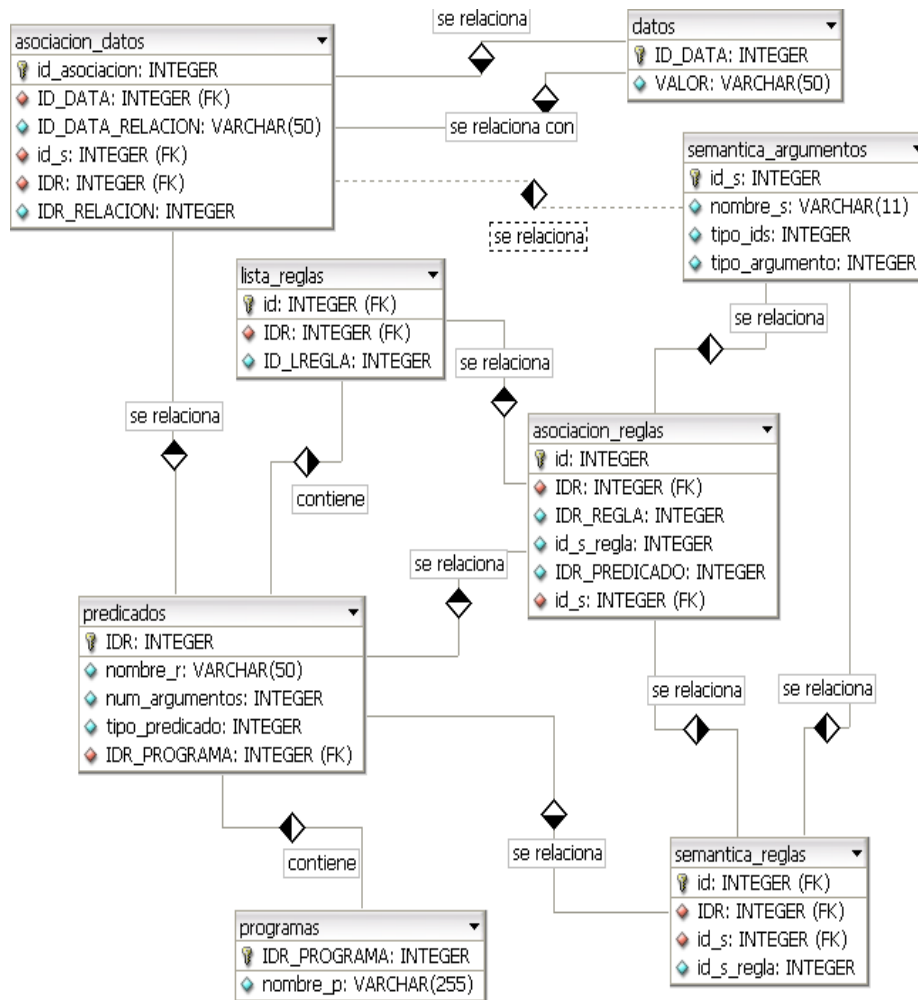 se relaciona
asociacion_datos
id_asociacion: INTEGER
ID_DATA: INTEGER (FK)
ID_DATA_RELACION: VARCHAR(50)
id_s: INTEGER (FK)
IDR: INTEGER (FK)
IDR_RELACION: INTEGER
datos
ID_DATA: INTEGER
VALOR: VARCHAR(50)
se relaciona con
semantica_argumentos
id_s: INTEGER
nombre_s: VARCHAR(11)
tipo_ids: INTEGER
tipo_argumento: INTEGER
se relaciona
lista_reglas
id: INTEGER (FK)
IDR: INTEGER (FK)
ID_LREGLA: INTEGER
se relaciona
se relaciona
se relaciona
contiene
asociacion_reglas
id: INTEGER
IDR: INTEGER (FK)
IDR_REGLA: INTEGER
id_s_regla: INTEGER
IDR_PREDICADO: INTEGER
id_s: INTEGER (FK)
se relaciona
predicados
IDR: INTEGER
nombre_r: VARCHAR(50)
num_argumentos: INTEGER
tipo_predicado: INTEGER
IDR_PROGRAMA: INTEGER (FK)
se relaciona
se relaciona
se relaciona
contiene
semantica_reglas
id: INTEGER (FK)
IDR: INTEGER (FK)
id_s: INTEGER (FK)
id_s_regla: INTEGER
programas
IDR_PROGRAMA: INTEGER
nombre_p: VARCHAR(255)